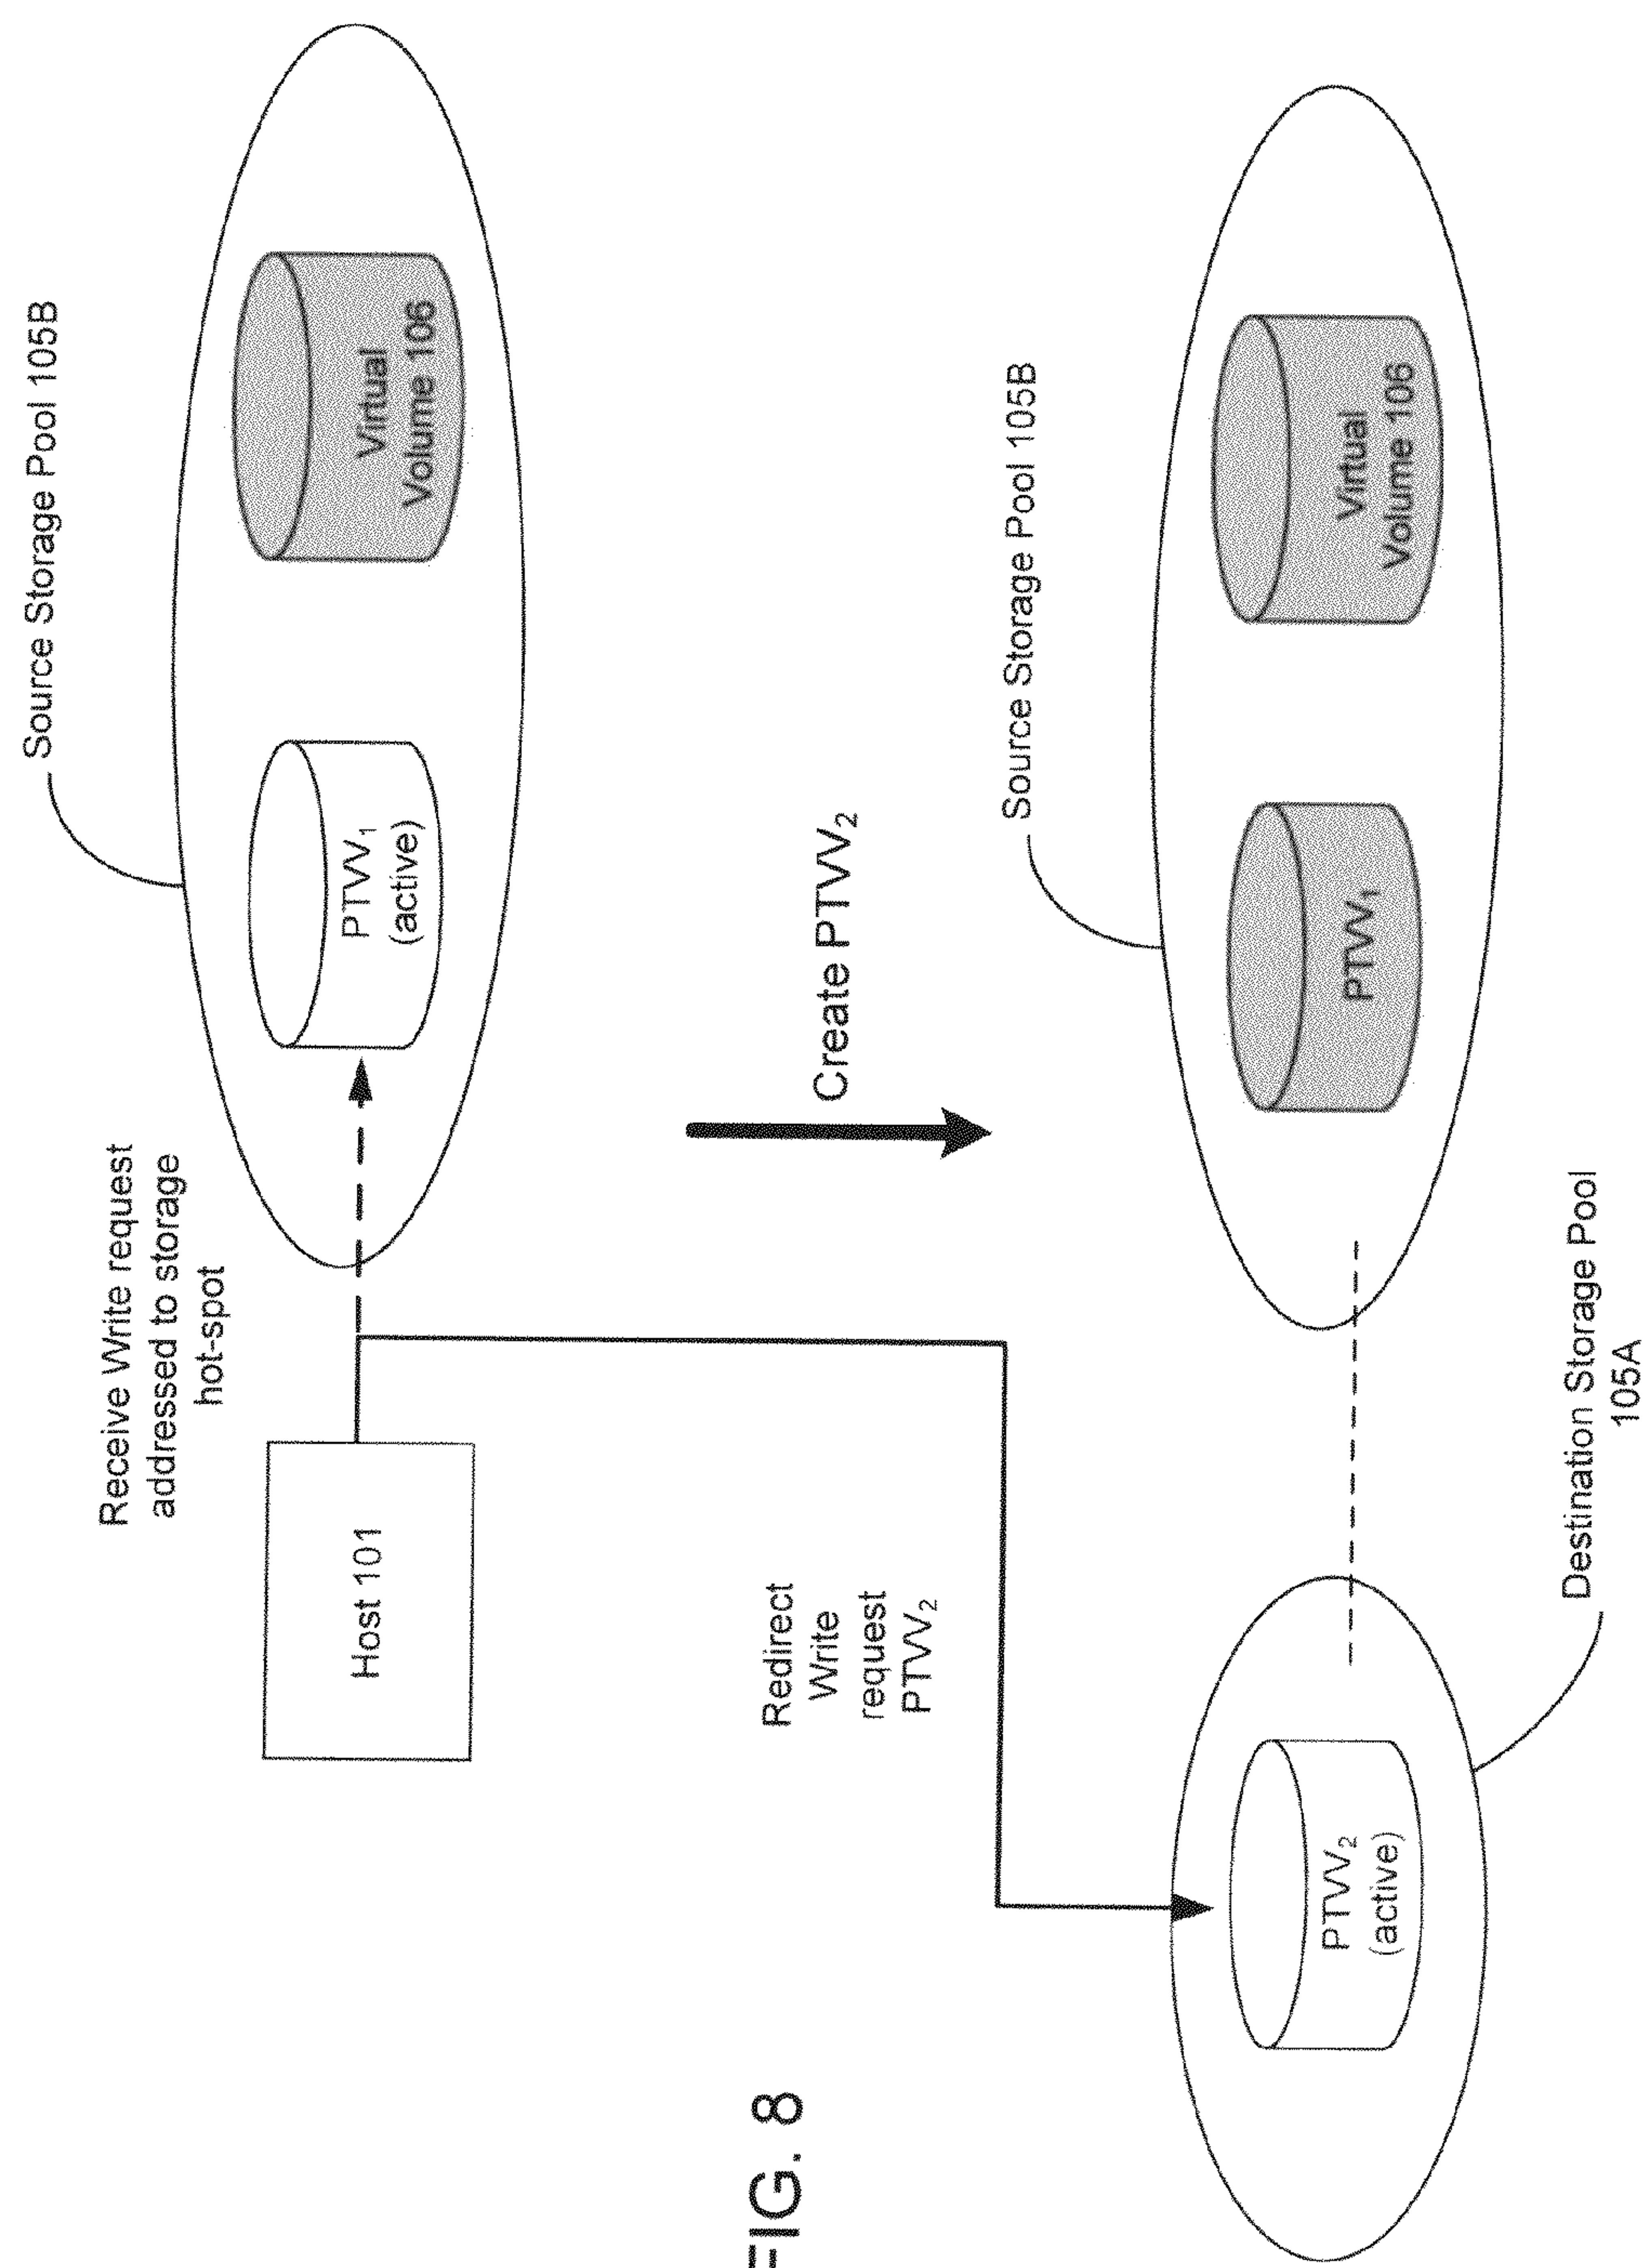 Source Storage Pool 105B
Receive Write request
addressed to storage
hot-spot
Host 101
PTVV₁
(active)
Virtual
Volume 106
Redirect
Write
request
PTVV₂
Create PTVV₂
Source Storage Pool 105B
PTVV₂
(active)
PTVV₁
Virtual
Volume 106
Destination Storage Pool
105A
FIG. 8